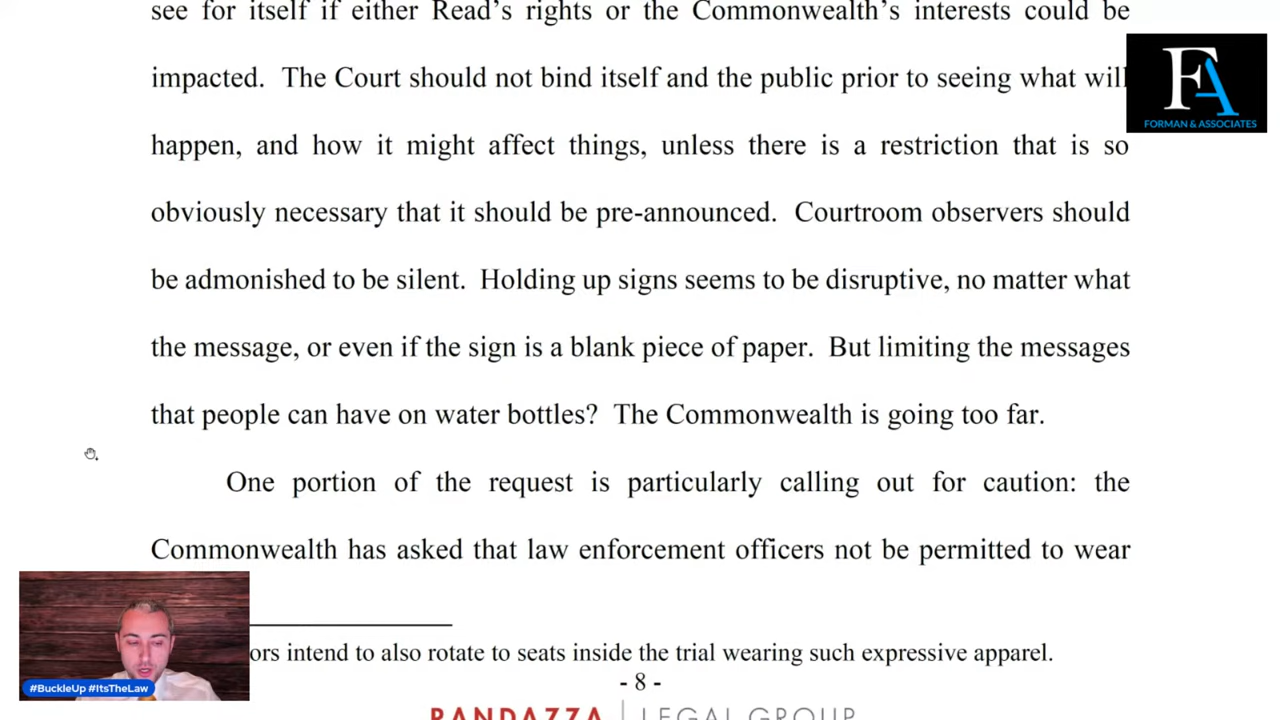 see for itself if either Read’s rights or the Commonwealth’s interests could be
impacted. The Court should not bind itself and the public prior to seeing what will
happen, and how it might affect things, unless there is a restriction that is so
obviously necessary that it should be pre-announced. Courtroom observers should
be admonished to be silent. Holding up signs seems to be disruptive, no matter what
the message, or even if the sign is a blank piece of paper. But limiting the messages
that people can have on water bottles? The Commonwealth is going too far.
One portion of the request is particularly calling out for caution: the
Commonwealth has asked that law enforcement officers not be permitted to wear
ors intend to also rotate to seats inside the trial wearing such expressive apparel.
- 8 -
RANDAZZA | LEGAL GROUP
FA
FORMAN & ASSOCIATES
#BuckleUp #ItsTheLaw